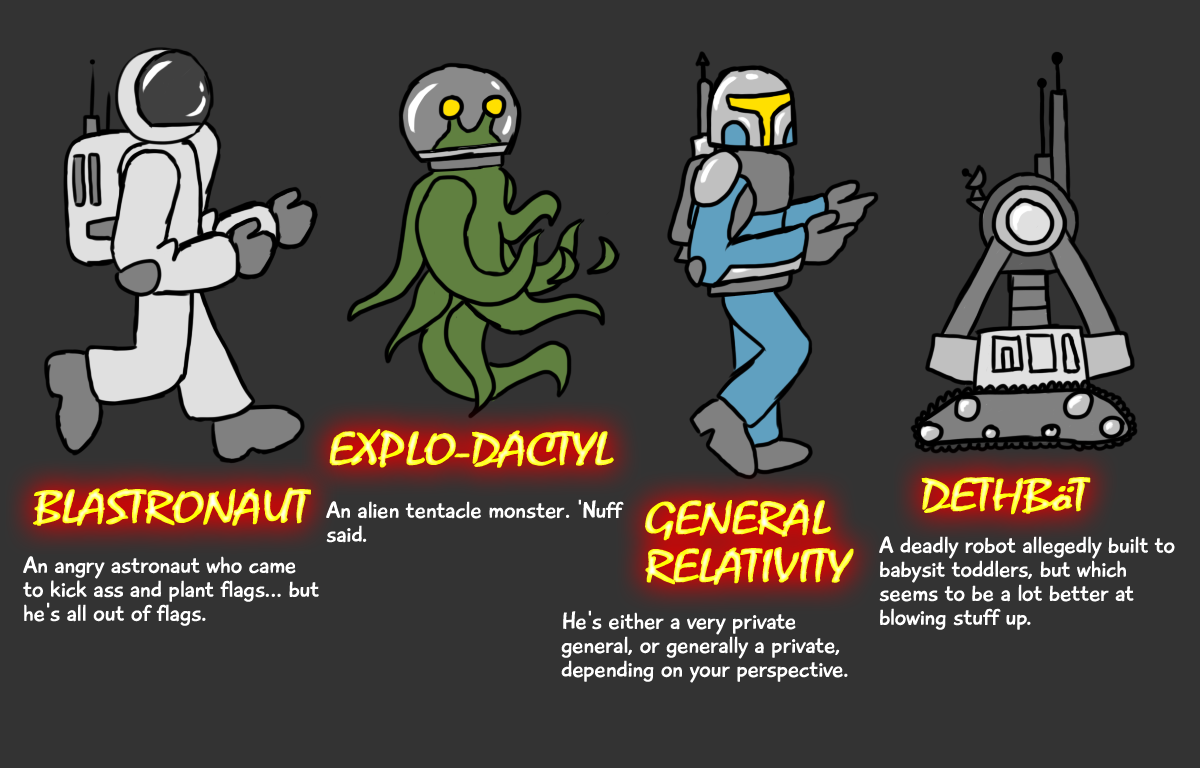 BLASTRONAUT
An angry astronaut who came
to kick ass and plant flags... but
he's all out of flags.
EXPLO-DACTYL
An alien tentacle monster. 'Nuff
said.
GENERAL
RELATIVITY
He's either a very private
general, or generally a private,
depending on your perspective.
DETHBäT
A deadly robot allegedly built to
babysit toddlers, but which
seems to be a lot better at
blowing stuff up.